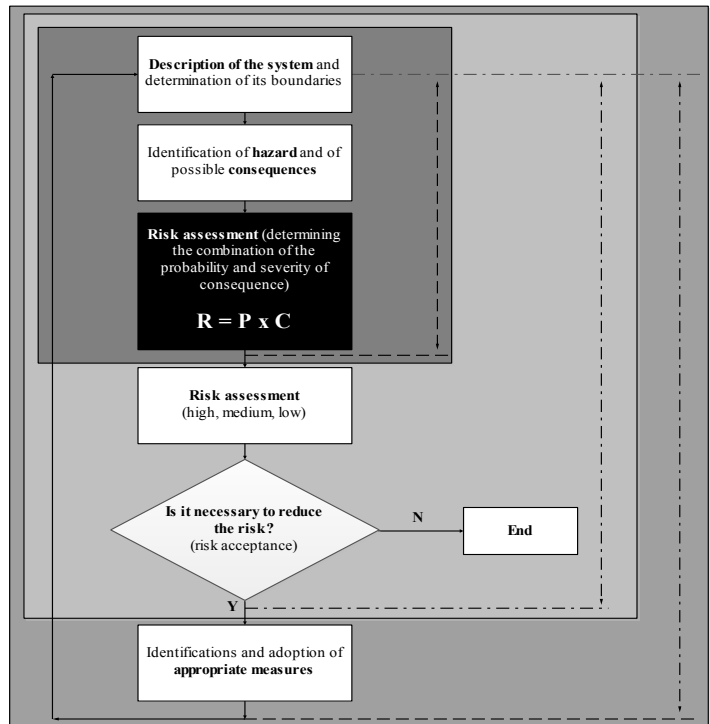 Description of the system and
determination of its boundaries
Identification of hazard and of
possible consequences
Risk assessment (determining
the combination of the
probability and severity of
consequence)
R = P x C
Risk assessment
(high, medium, low)
Is it necessary to reduce
the risk?
(risk acceptance)
N
End
Y
Identifications and adoption of
appropriate measures